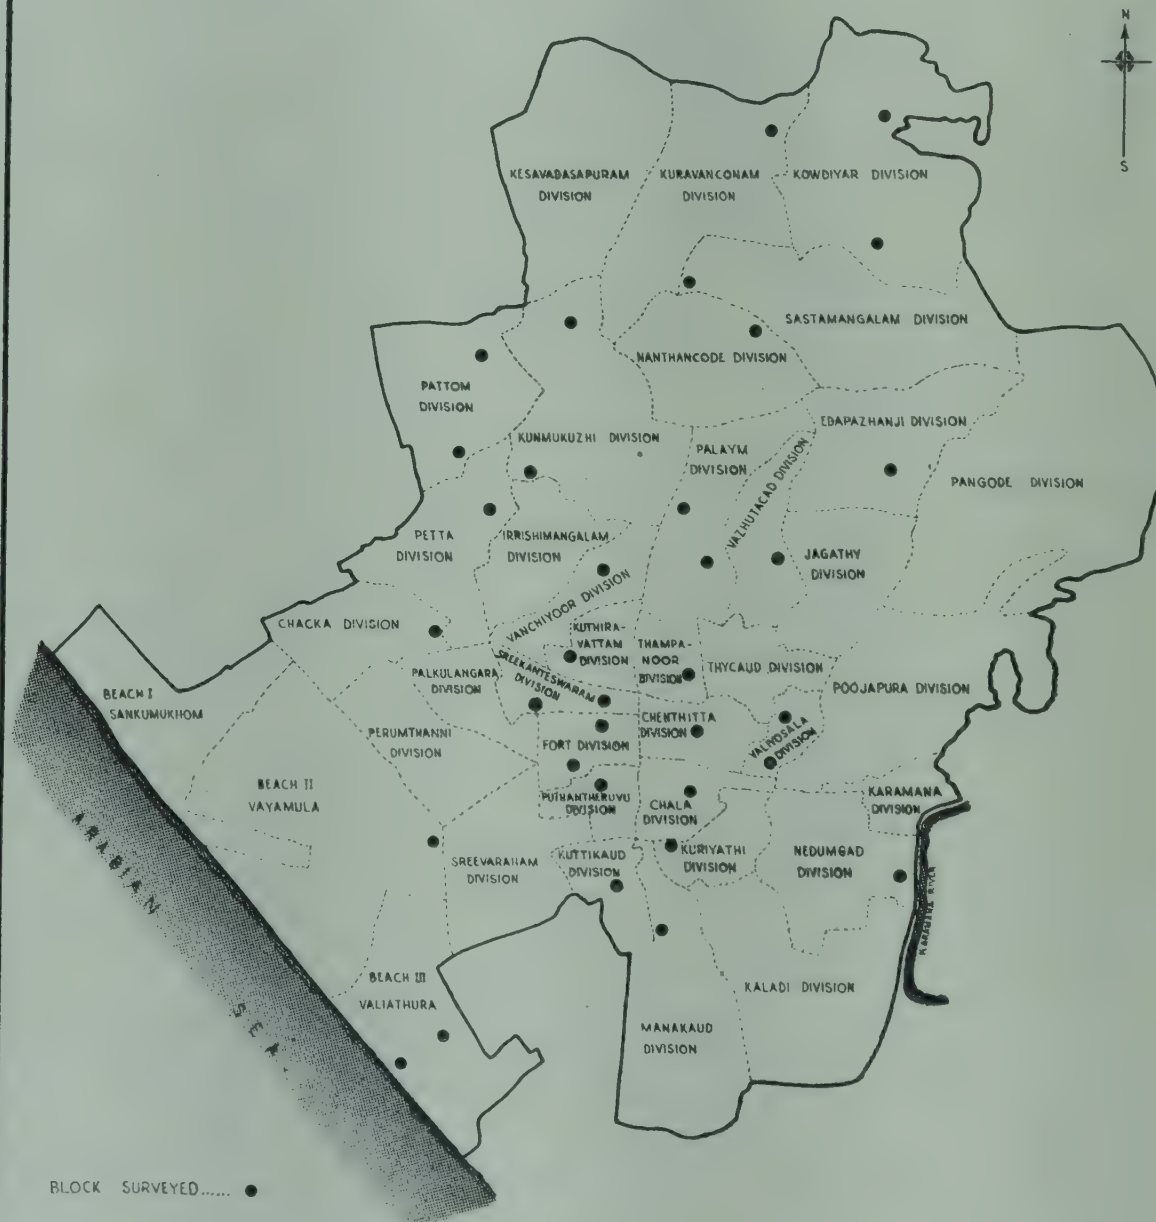 N
S
KESAVADASAPURAM
DIVISION
KURAVANCONAM
DIVISION
KOWDIYAR DIVISION
SASTAMANGALAM DIVISION
NANTHANCODE DIVISION
PATTOM
DIVISION
EDAPAZHANJI DIVISION
KUNMUKUZHI DIVISION
PALAYM
DIVISION
VAZHUTACAD DIVISION
PANGODE DIVISION
PETTA
DIVISION
IRRISHIMANGALAM
DIVISION
JAGATHY
DIVISION
VANCHIYOOR DIVISION
CHACKA DIVISION
KUTHIRA-
VATTAM
DIVISION
THAMPA-
NOOR
DIVISION
THYCAUD DIVISION
PALKULANGARA
DIVISION
SREEKANTESWARAM
DIVISION
POOJAPURA DIVISION
BEACH I
SANKUMUKHOM
PERUMTHANNI
DIVISION
FORT DIVISION
CHENTHITTA
DIVISION
VALIYOSALA
DIVISION
BEACH II
VAYAMULA
PUTHANTHERUVU
DIVISION
CHALA
DIVISION
KARAMANA
DIVISION
SREEVARAHAM
DIVISION
KUTTIKAUD
DIVISION
KURIYATHI
DIVISION
NEDUMGAD
DIVISION
KARAMANA RIVER
BEACH III
VALIATHURA
KALADI DIVISION
MANAKAUD
DIVISION
ARABIAN SEA
BLOCK SURVEYED......